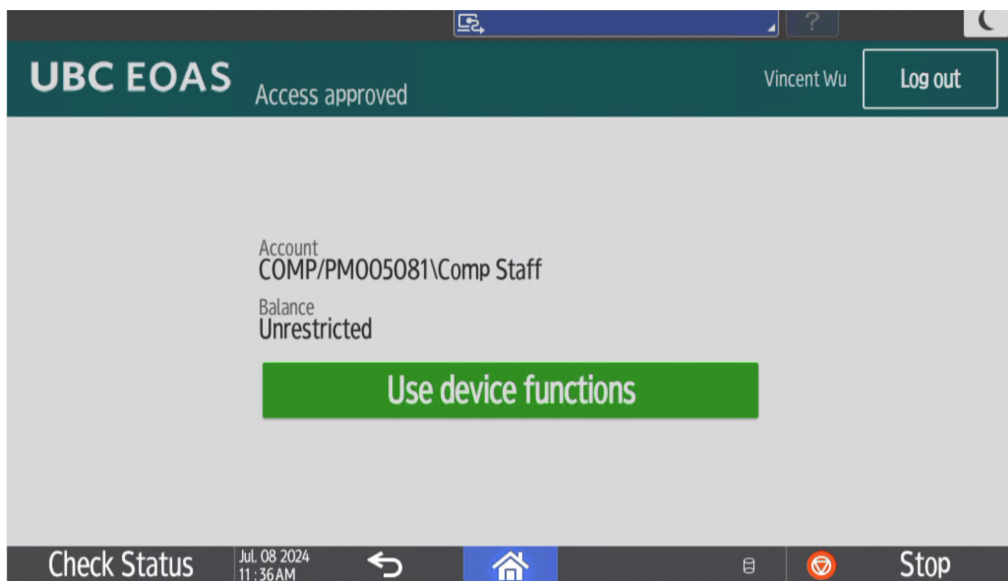 ?
UBC EOAS
Access approved
Vincent Wu
Log out
Account
COMP/PM005081\Comp Staff
Balance
Unrestricted
Use device functions
Check Status
Jul. 08 2024
11:36AM
Stop